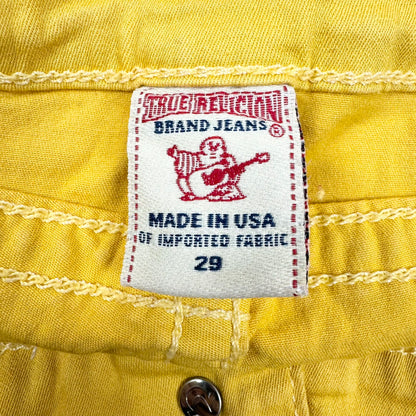 TRUE RELIGION
BRAND JEANS®
MADE IN USA
OF IMPORTED FABRIC
29